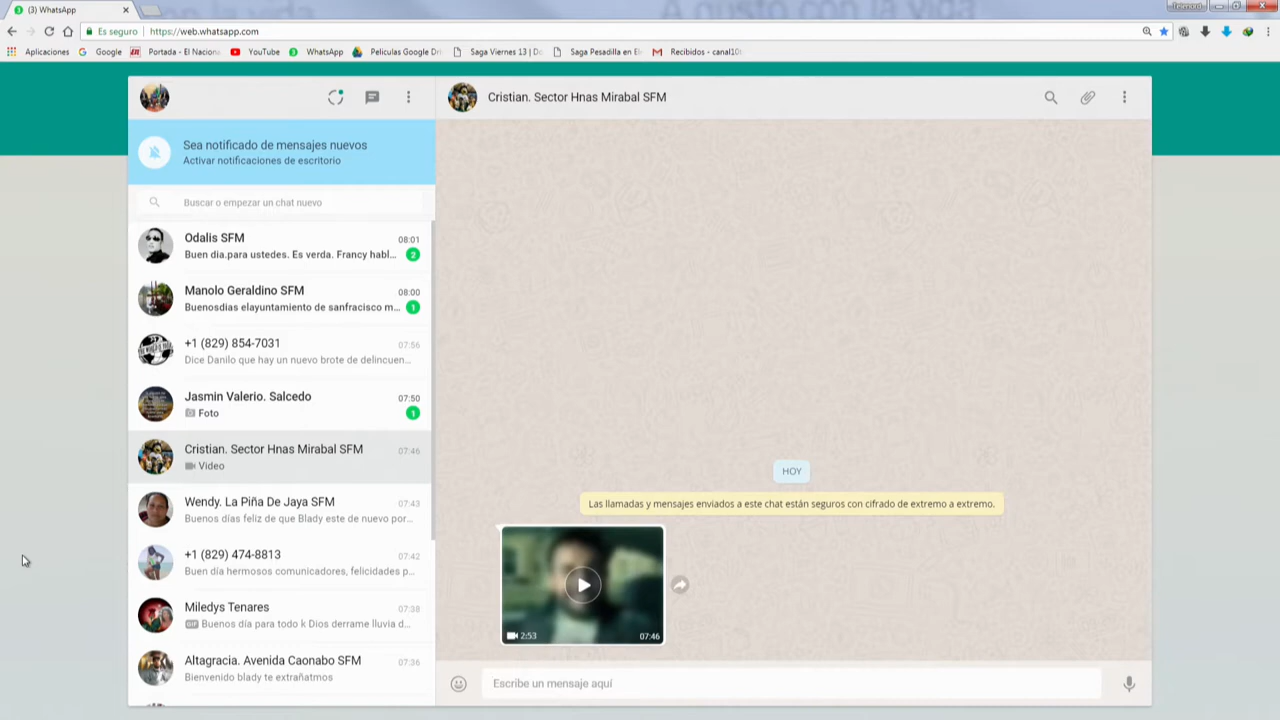 (3) WhatsApp
Es seguro
https://web.whatsapp.com
Aplicaciones
Google
Portada - El Naciona
YouTube
WhatsApp
Peliculas Google Dri
Saga Viernes 13 | Do
Saga Pesadilla en El
Recibidos - canal10
Cristian. Sector Hnas Mirabal SFM
Sea notificado de mensajes nuevos
Activar notificaciones de escritorio
Buscar o empezar un chat nuevo
Odalis SFM
08:01
Buen dia.para ustedes. Es verda. Francy habl...
2
Manolo Geraldino SFM
08:00
Buenosdias elayuntamiento de sanfracisco m...
1
+1 (829) 854-7031
07:56
Dice Danilo que hay un nuevo brote de delincuen...
Jasmin Valerio. Salcedo
07:50
Foto
1
Cristian. Sector Hnas Mirabal SFM
07:46
Video
Wendy. La Piña De Jaya SFM
07:43
Buenos días feliz de que Blady este de nuevo por...
+1 (829) 474-8813
07:42
Buen día hermosos comunicadores, felicidades p...
Miledys Tenares
07:38
GIF Buenos día para todo k Dios derrame lluvia d...
Altagracia. Avenida Caonabo SFM
07:36
Bienvenido blady te extrañatmos
HOY
Las llamadas y mensajes enviados a este chat están seguros con cifrado de extremo a extremo.
2:53
07:46
Escribe un mensaje aquí